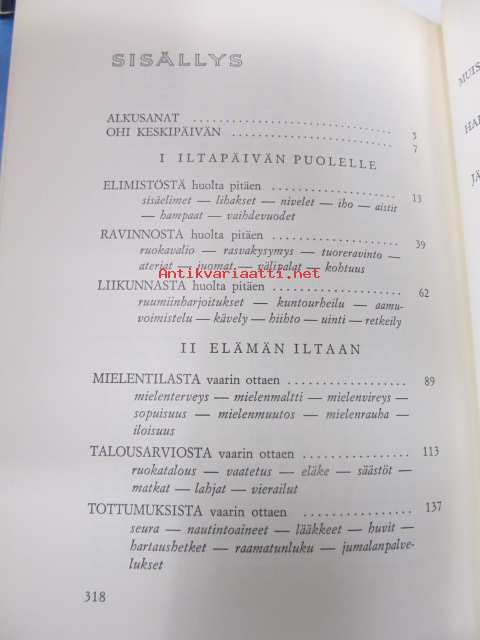 SISÄLLYS
ALKUSANAT 5
OHI KESKIPÄIVÄN 7
I ILTAPÄIVÄN PUOLELLE
ELIMISTÖSTÄ huolta pitäen 13
sisäelimet — lihakset — nivelet — iho — aistit
— hampaat — vaihdevuodet
RAVINNOSTA huolta pitäen 39
ruokavalio — rasvakysymys — tuoreravinto —
ateriat — juomat — välipalat — kohtuus
Antikvariaatti.net
LIIKUNNASTA huolta pitäen 62
ruumiinharjoitukset — kuntourheilu — aamu-
voimistelu — kävely — hiihto — uinti — retkeily
II ELÄMÄN ILTAAN
MIELENTILASTA vaarin ottaen 89
mielenterveys — mielenmaltti — mielenvireys —
sopuisuus — mielenmuutos — mielenrauha —
iloisuus
TALOUSARVIOSTA vaarin ottaen 113
ruokatalous — vaatetus — eläke — säästöt —
matkat — lahjat — vierailut
TOTTUMUKSISTA vaarin ottaen 137
seura — nautintoaineet — lääkkeet — huvit —
hartaushetket — raamatunluku — jumalanpalve-
lukset
318
MUIS
HAR
JÄ